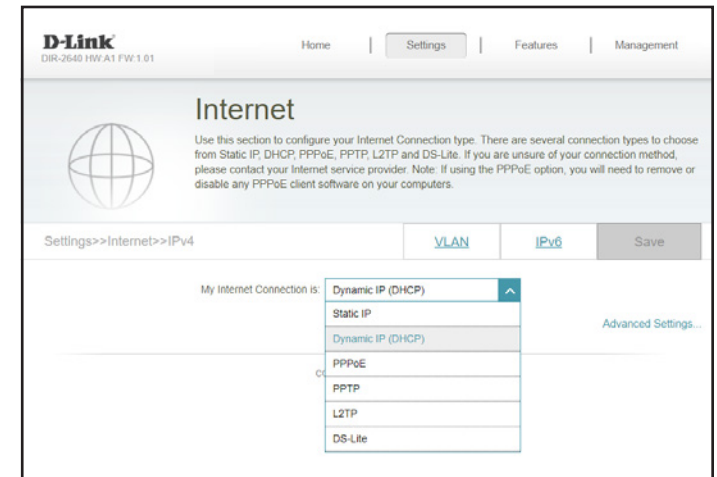 D-Link
DIR-2640 HW:A1 FW:1.01
Home | Settings | Features | Management
Internet
Use this section to configure your Internet Connection type. There are several connection types to choose
from Static IP, DHCP, PPPoE, PPTP, L2TP and DS-Lite. If you are unsure of your connection method,
please contact your Internet service provider. Note: If using the PPPoE option, you will need to remove or
disable any PPPoE client software on your computers.
Settings>>Internet>>IPv4
VLAN
IPv6
Save
My Internet Connection is: Dynamic IP (DHCP)
Static IP
Advanced Settings...
Dynamic IP (DHCP)
PPPoE
PPTP
L2TP
DS-Lite